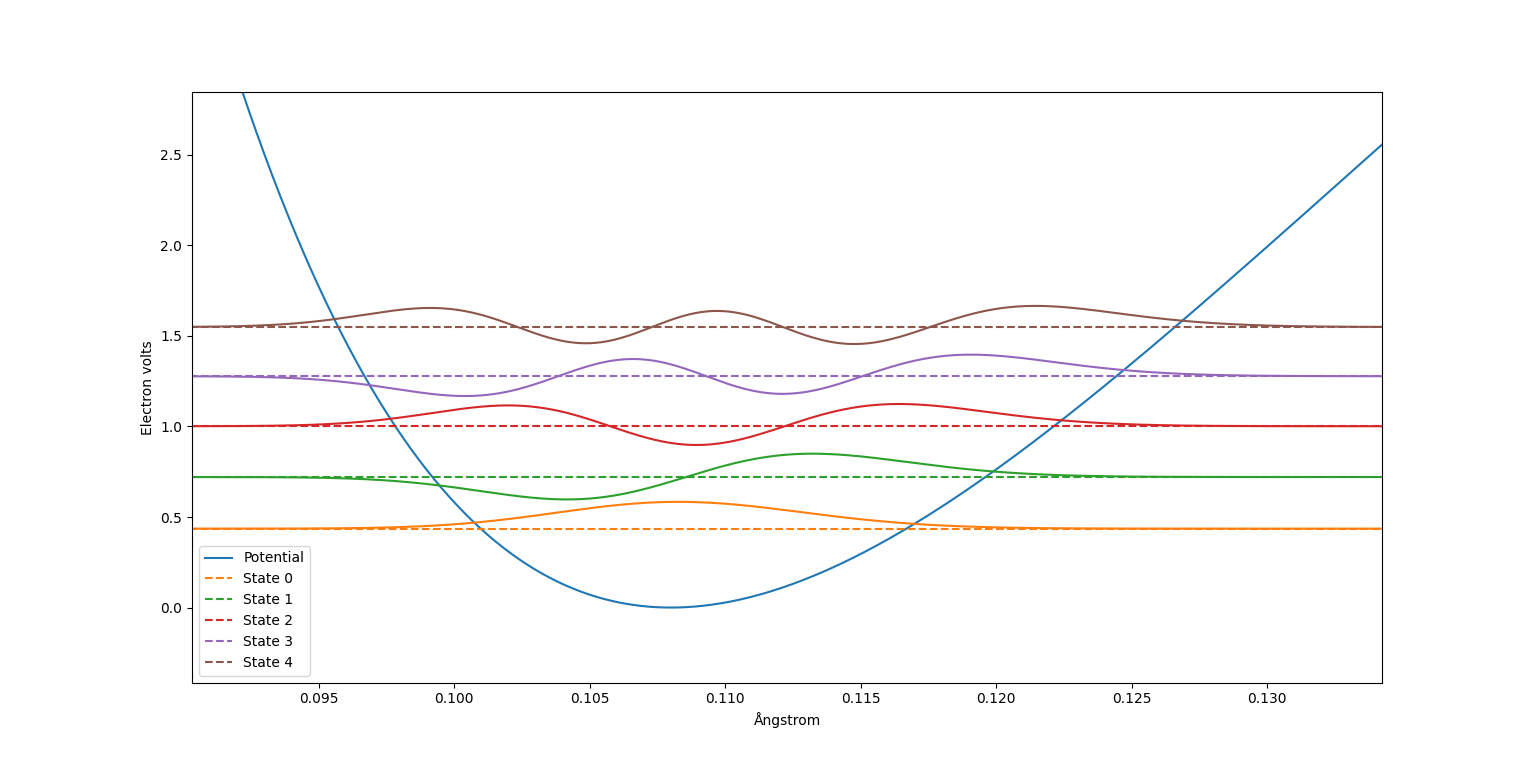 Electron volts
2.5
2.0
1.5
1.0
0.5
0.0
Potential
State 0
State 1
State 2
State 3
State 4
0.095
0.100
0.105
0.110
0.115
0.120
0.125
0.130
Ångstrom